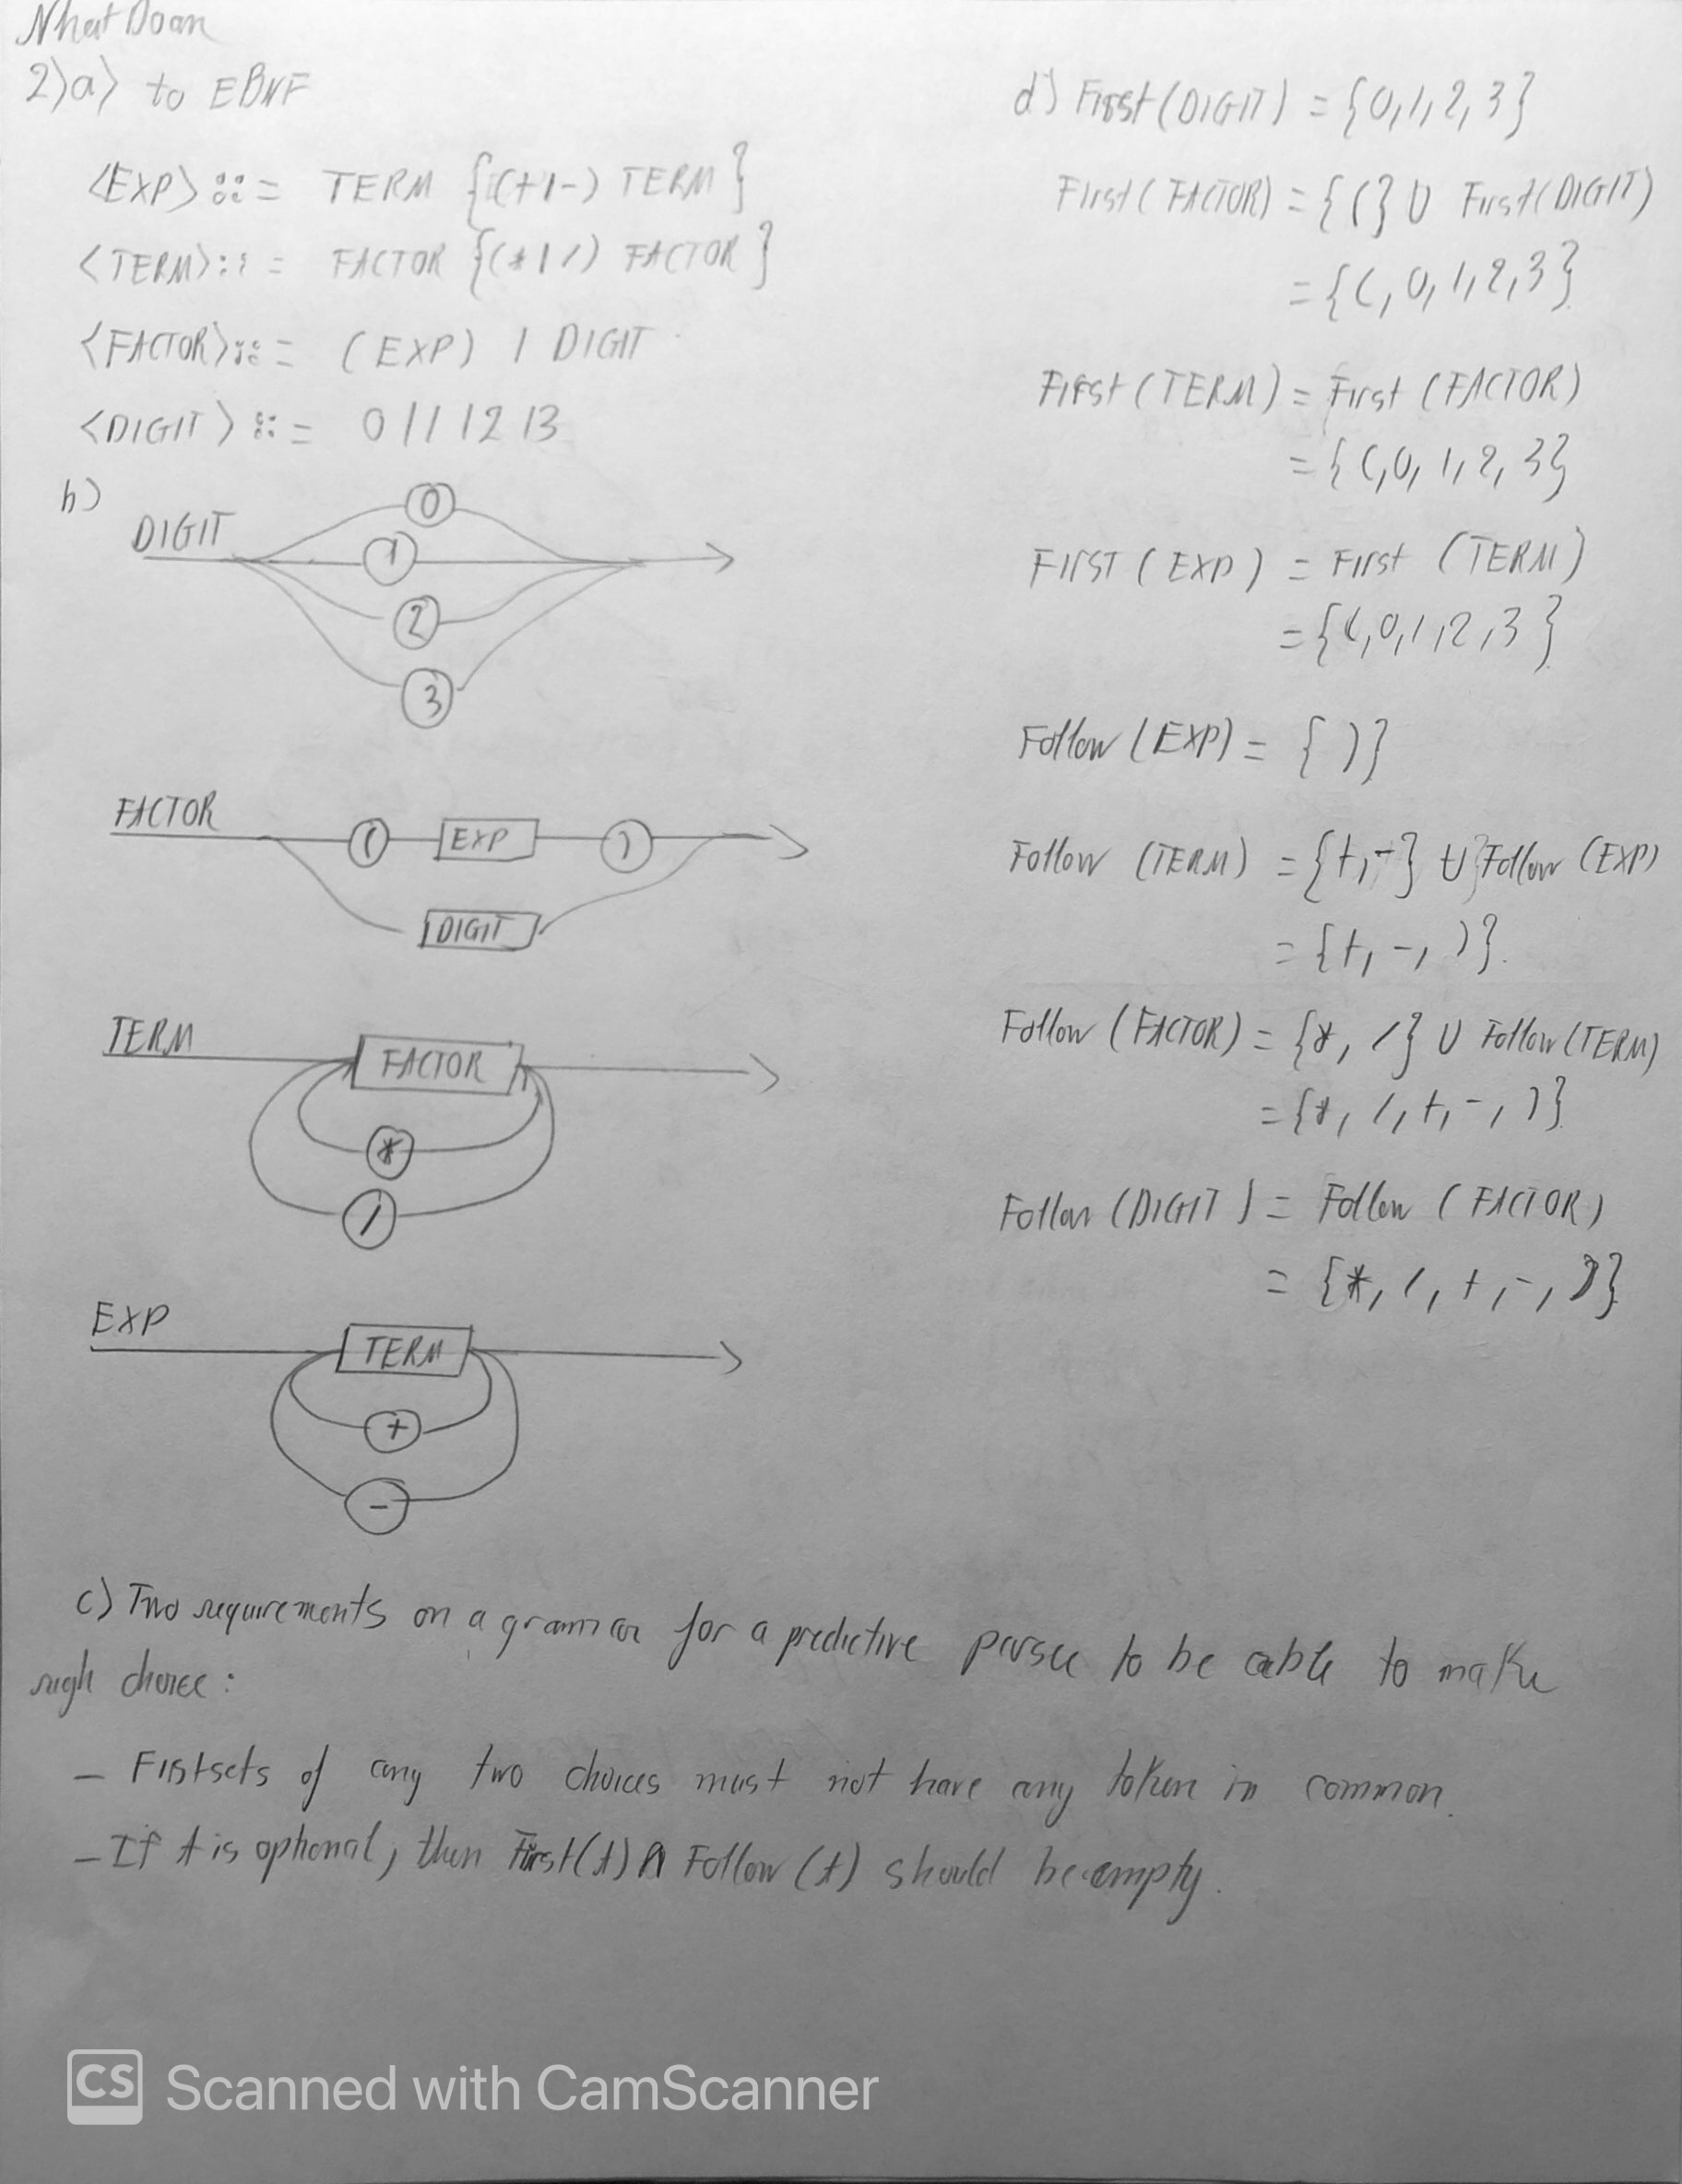 Nhat Doan
2) a) to EBNF
<EXP> ::= TERM {(+|-) TERM}
<TERM> ::= FACTOR {(*|/) FACTOR}
<FACTOR> ::= (EXP) | DIGIT
<DIGIT> ::= 0 | 1 | 2 | 3
b)
DIGIT
0
1
2
3
FACTOR
( EXP )
DIGIT
TERM
FACTOR
*
/
EXP
TERM
+
-
c) Two requirements on a grammar for a predictive parser to be able to make
righ choice:
- Firstsets of any two choices must not have any token in common.
- If t is optional, then First(t) ∩ Follow(t) should be empty.
d) First(DIGIT) = {0,1,2,3}
First(FACTOR) = {(} U First(DIGIT)
= {(,0,1,2,3}
First(TERM) = First(FACTOR)
= {(,0,1,2,3}
First(EXP) = First(TERM)
= {(,0,1,2,3}
Follow(EXP) = {)}
Follow(TERM) = {+,-} U Follow(EXP)
= {+,-,)}.
Follow(FACTOR) = {*,/} U Follow(TERM)
= {*,/,+,-,)}
Follow(DIGIT) = Follow(FACTOR)
= {*,/,+,-,)}
CS Scanned with CamScanner